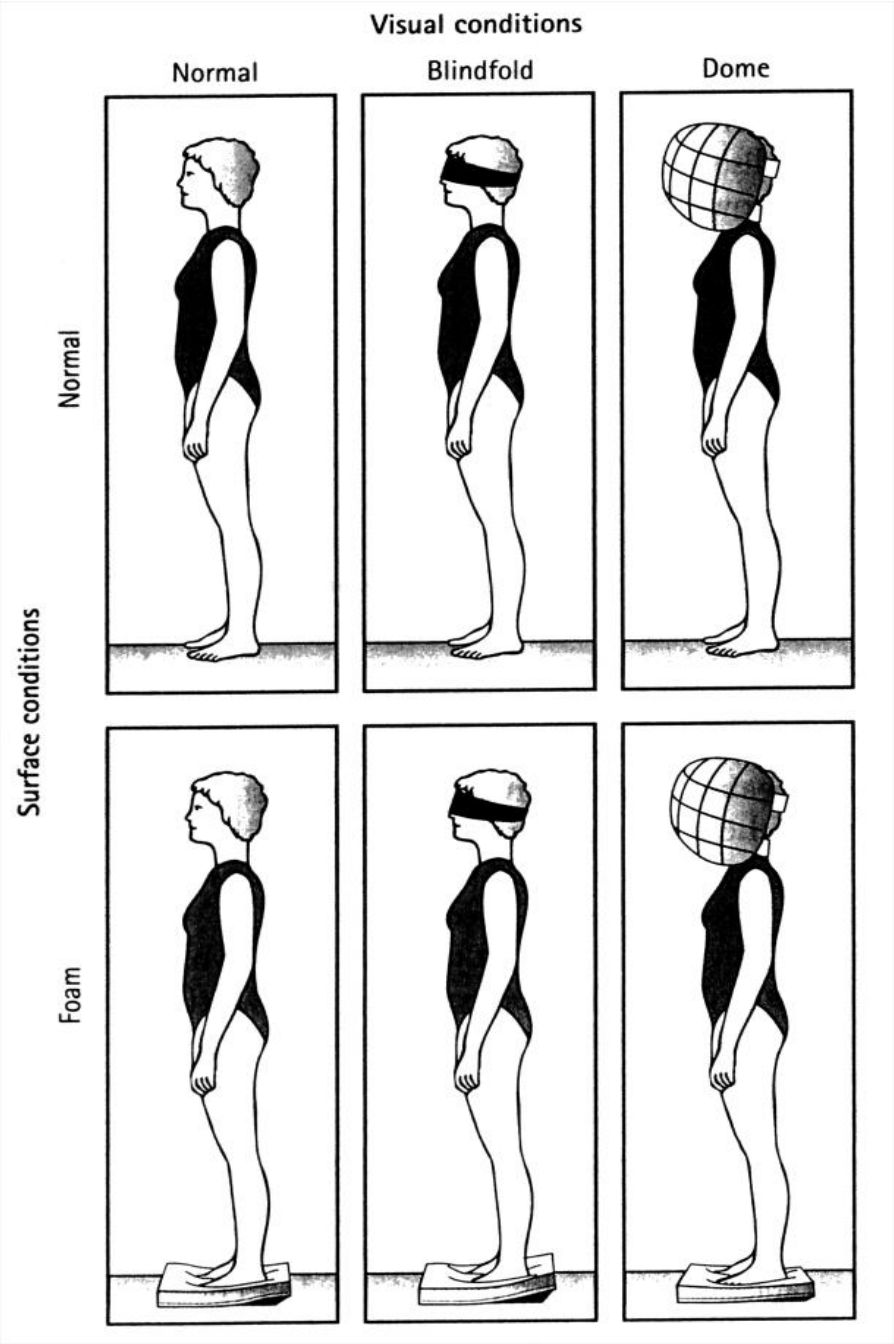 Visual conditions
Normal
Blindfold
Dome
Surface conditions
Normal
Foam